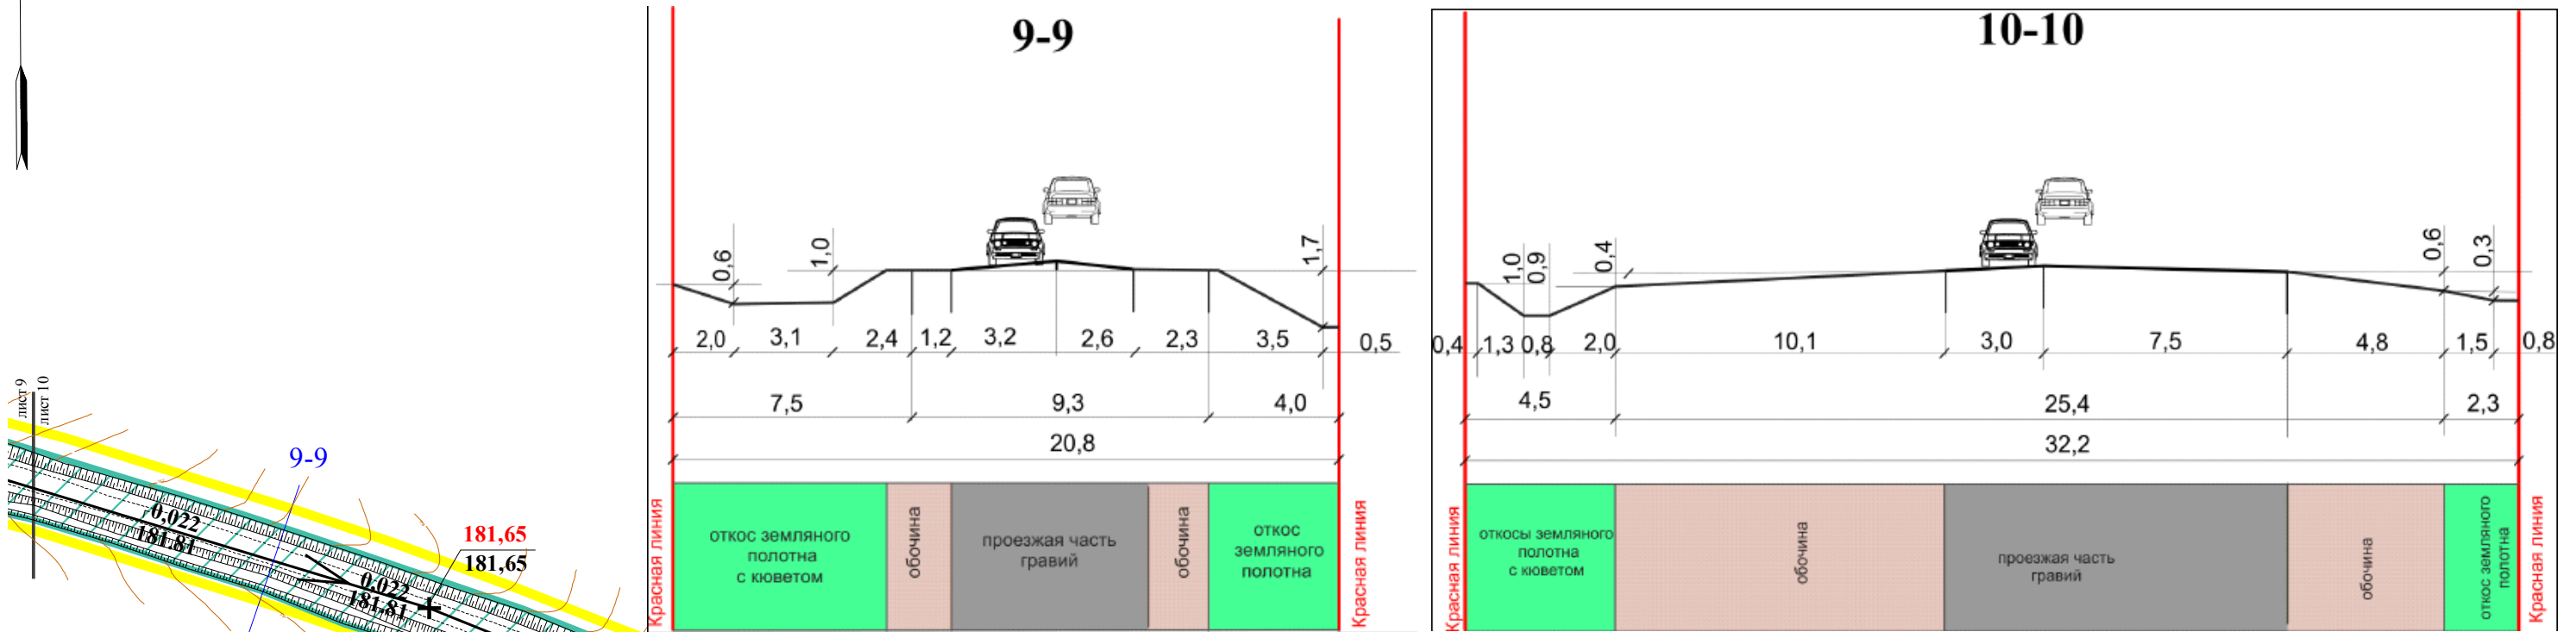 лист 9
лист 10
9-9
0,022
181.81
0,022
181,81
181,65
181,65
9-9
0,6
1,0
1,7
2,0
3,1
2,4
1,2
3,2
2,6
2,3
3,5
0,5
7,5
9,3
4,0
20,8
Красная линия
откос земляного
полотна
с кюветом
обочина
проезжая часть
гравий
обочина
откос
земляного
полотна
Красная линия
10-10
1,0
0,9
0,4
0,6
0,3
0,4
1,3
0,8
2,0
10,1
3,0
7,5
4,8
1,5
0,8
4,5
25,4
2,3
32,2
Красная линия
откосы земляного
полотна
с кюветом
обочина
проезжая часть
гравий
обочина
откос земляного
полотна
Красная линия